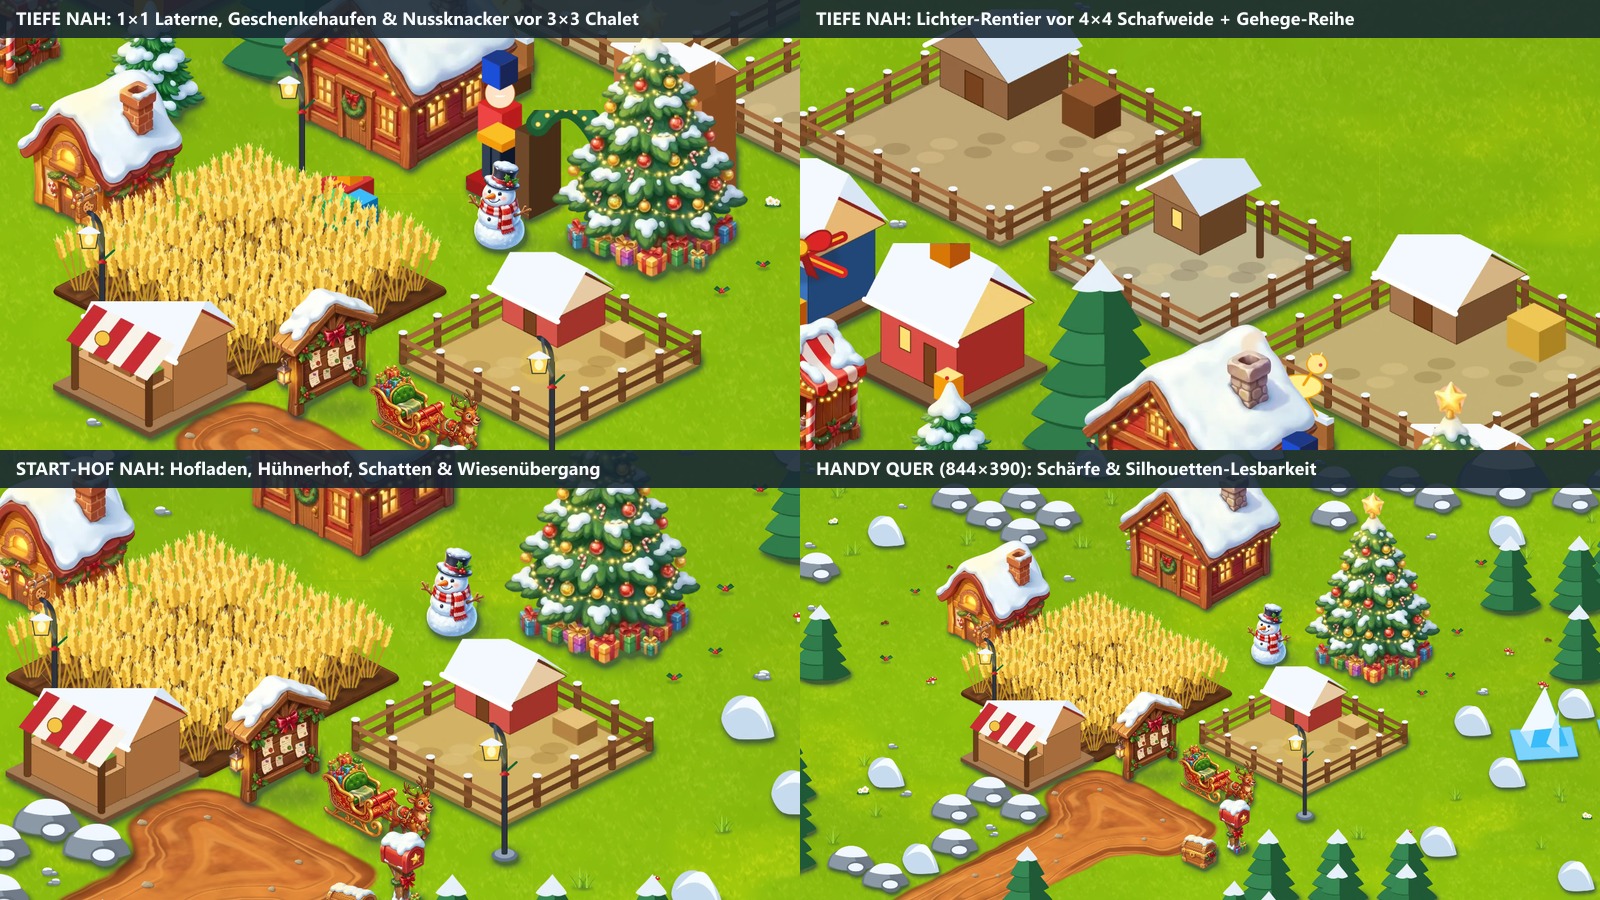 TIEFE NAH: 1×1 Laterne, Geschenkehaufen & Nussknacker vor 3×3 Chalet
TIEFE NAH: Lichter-Rentier vor 4×4 Schafweide + Gehege-Reihe
START-HOF NAH: Hofladen, Hühnerhof, Schatten & Wiesenübergang
HANDY QUER (844×390): Schärfe & Silhouetten-Lesbarkeit